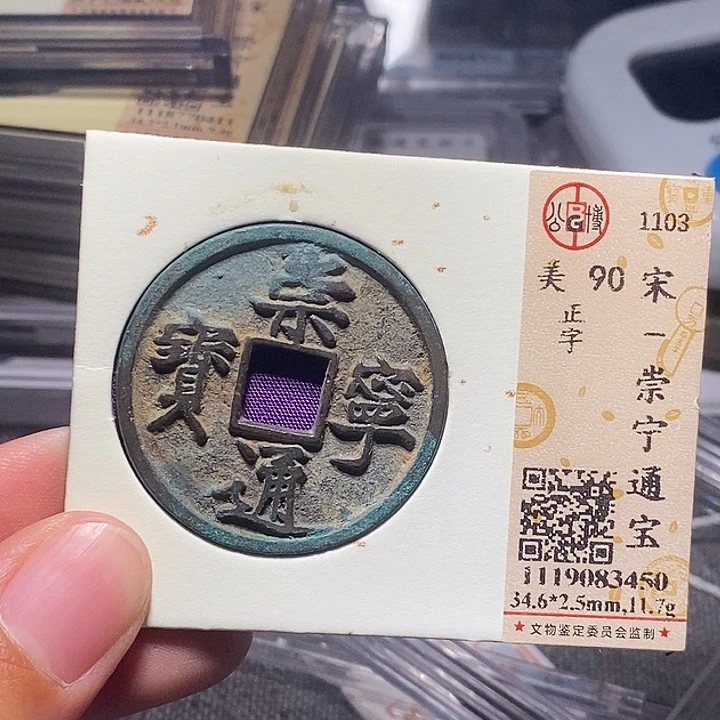 崇寧通寶
公博
1103
美 90
正字
宋一崇宁通宝
1119083450
34.6*2.5mm,11.7g
★ 文物鉴定委员会监制 ★